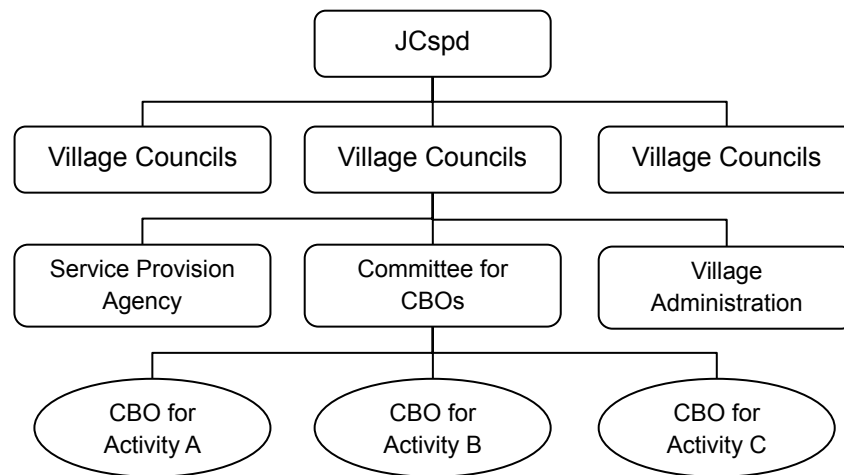 JCspd
Village Councils
Village Councils
Village Councils
Service Provision
Agency
Committee for
CBOs
Village
Administration
CBO for
Activity A
CBO for
Activity B
CBO for
Activity C